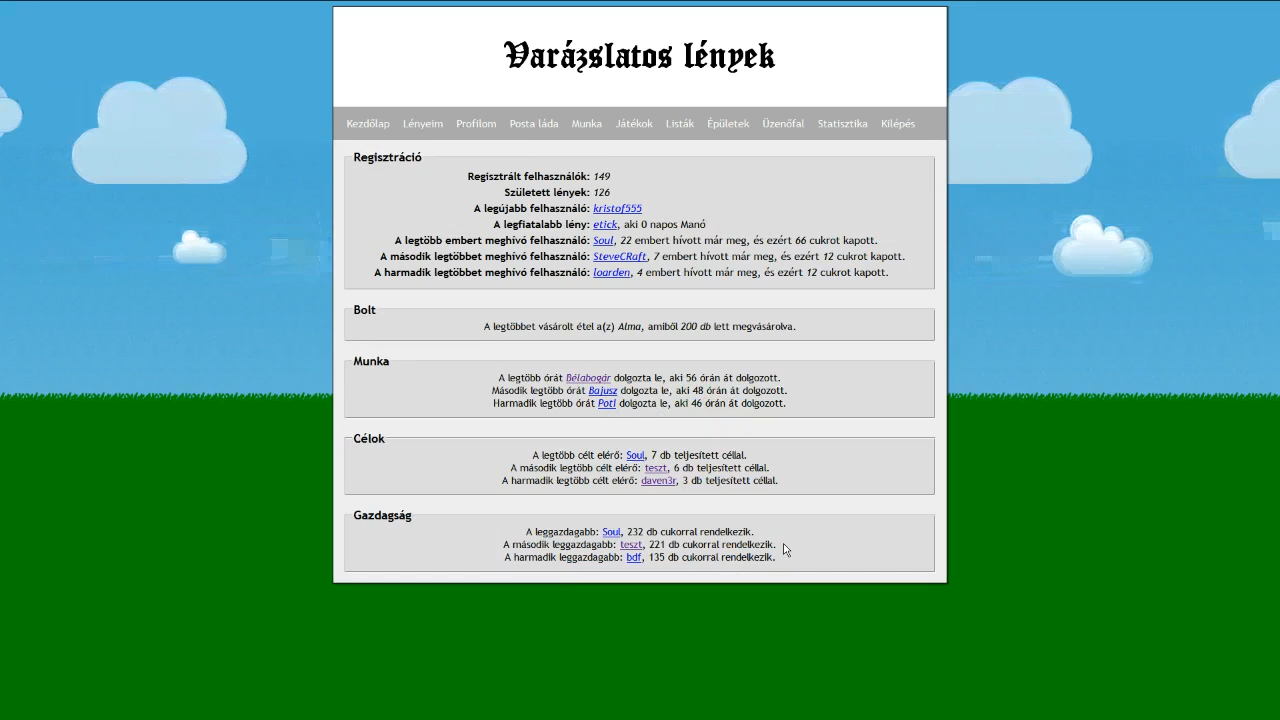 Varázslatos lények
Kezdőlap Lényeim Profilom Posta láda Munka Játékok Listák Épületek Üzenőfal Statisztika Kilépés
Regisztráció
Regisztrált felhasználók: 149
Született lények: 126
A legújabb felhasználó: kristof555
A legfiatalabb lény: etick, aki 0 napos Manó
A legtöbb embert meghívó felhasználó: Soul, 22 embert hívott már meg, és ezért 66 cukrot kapott.
A második legtöbbet meghívó felhasználó: SteveCRaft, 7 embert hívott már meg, és ezért 12 cukrot kapott.
A harmadik legtöbbet meghívó felhasználó: loarden, 4 embert hívott már meg, és ezért 12 cukrot kapott.
Bolt
A legtöbbet vásárolt étel a(z) Alma, amiből 200 db lett megvásárolva.
Munka
A legtöbb órát Bélabogár dolgozta le, aki 56 órán át dolgozott.
Második legtöbb órát Bajusz dolgozta le, aki 48 órán át dolgozott.
Harmadik legtöbb órát Poti dolgozta le, aki 46 órán át dolgozott.
Célok
A legtöbb célt elérő: Soul, 7 db teljesített céllal.
A második legtöbb célt elérő: teszt, 6 db teljesített céllal.
A harmadik legtöbb célt elérő: daven3r, 3 db teljesített céllal.
Gazdagság
A leggazdagabb: Soul, 232 db cukorral rendelkezik.
A második leggazdagabb: teszt, 221 db cukorral rendelkezik.
A harmadik leggazdagabb: bdf, 135 db cukorral rendelkezik.